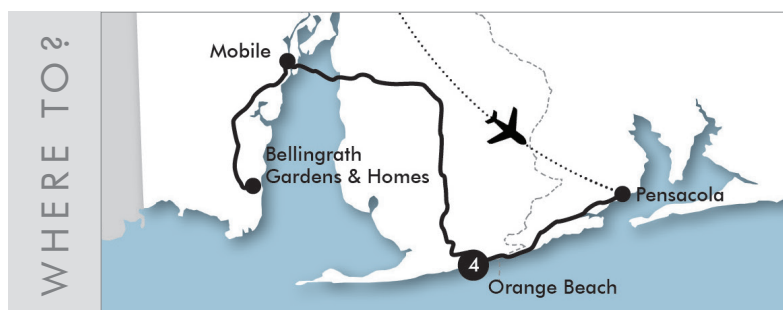 WHERE TO?
Mobile
Bellingrath
Gardens & Homes
Pensacola
4
Orange Beach